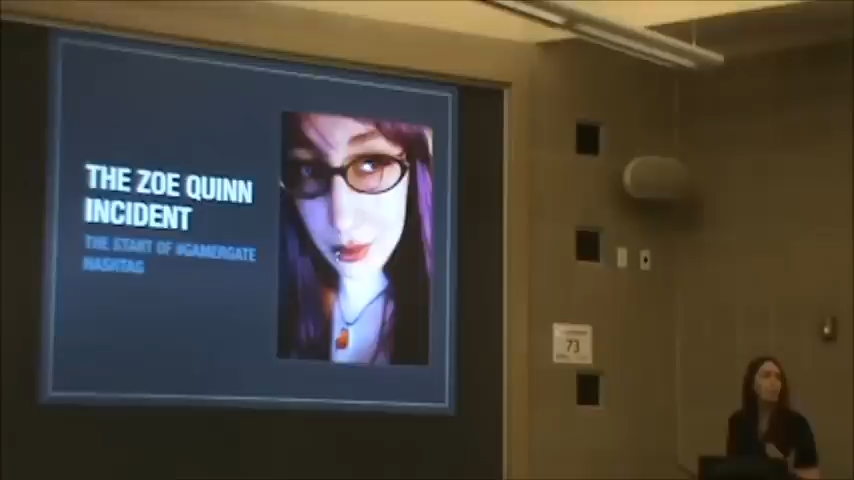 THE ZOE QUINN
INCIDENT
THE START OF #GAMERGATE
HASHTAG
73